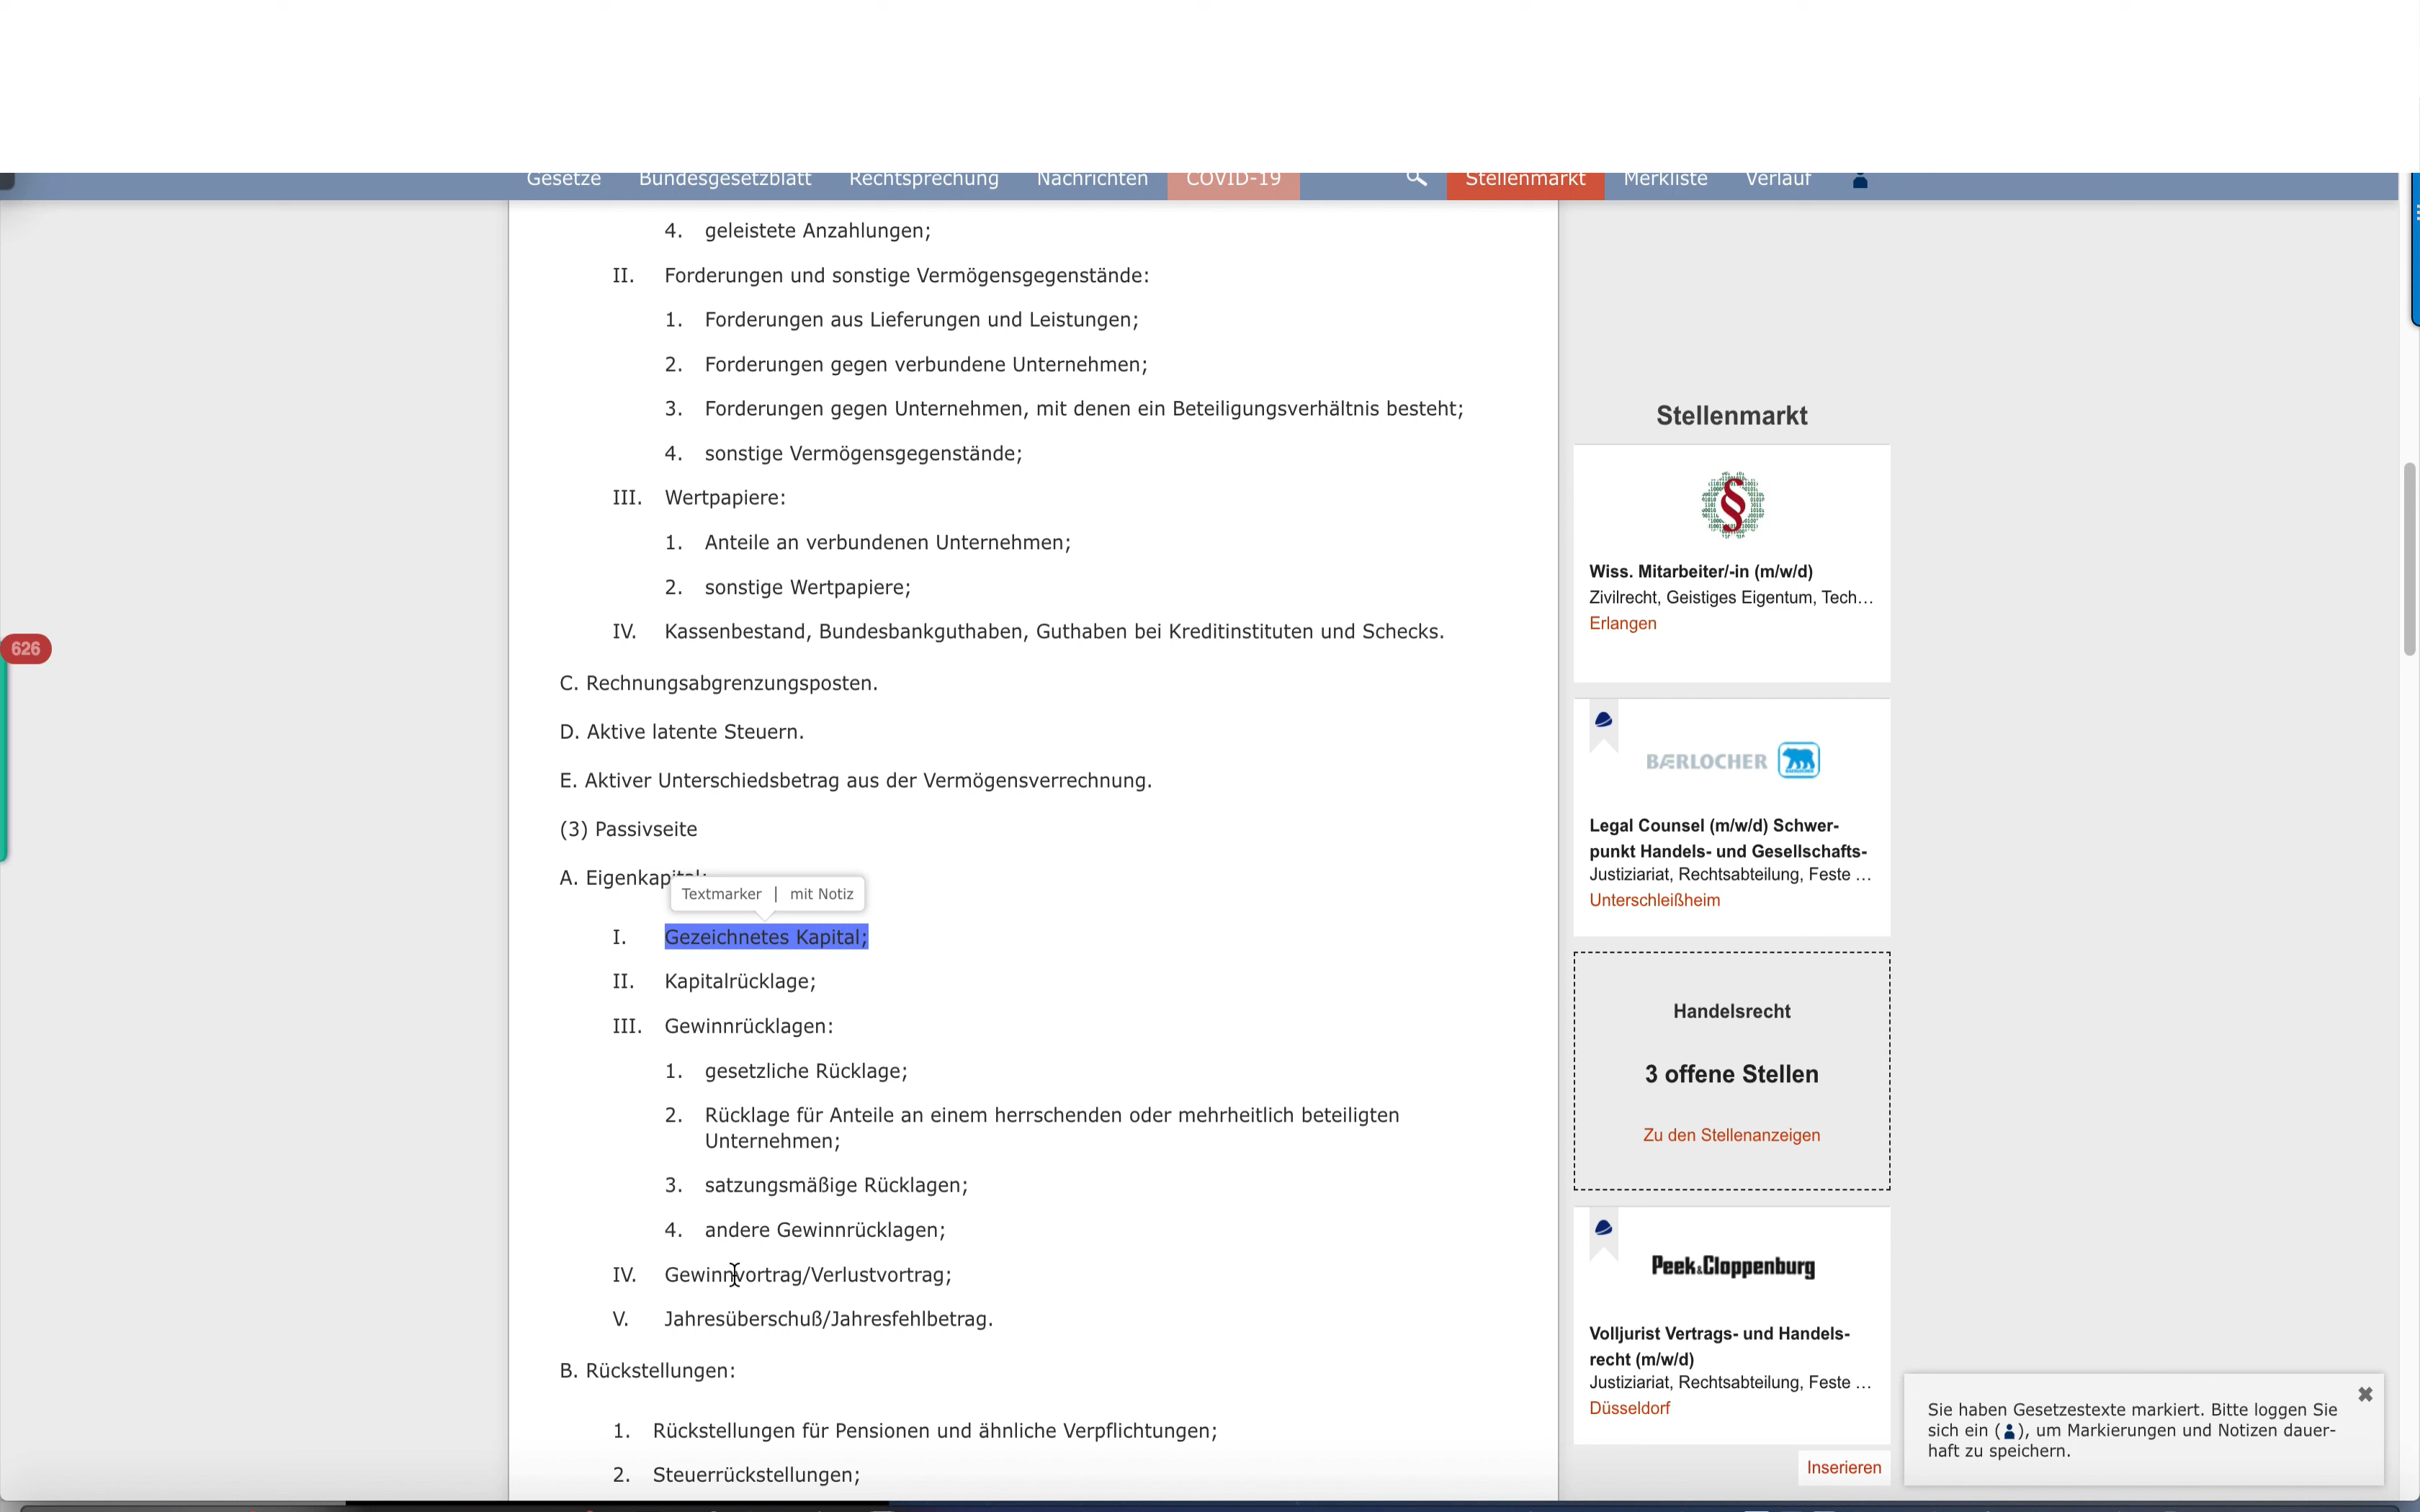 Gesetze Bundesgesetzblatt Rechtsprechung Nachrichten COVID-19 Stellenmarkt Merkliste Verlauf
4. geleistete Anzahlungen;
II. Forderungen und sonstige Vermögensgegenstände:
1. Forderungen aus Lieferungen und Leistungen;
2. Forderungen gegen verbundene Unternehmen;
3. Forderungen gegen Unternehmen, mit denen ein Beteiligungsverhältnis besteht;
4. sonstige Vermögensgegenstände;
III. Wertpapiere:
1. Anteile an verbundenen Unternehmen;
2. sonstige Wertpapiere;
IV. Kassenbestand, Bundesbankguthaben, Guthaben bei Kreditinstituten und Schecks.
626
C. Rechnungsabgrenzungsposten.
D. Aktive latente Steuern.
E. Aktiver Unterschiedsbetrag aus der Vermögensverrechnung.
(3) Passivseite
A. Eigenkapital:
Textmarker | mit Notiz
I. Gezeichnetes Kapital;
II. Kapitalrücklage;
III. Gewinnrücklagen:
1. gesetzliche Rücklage;
2. Rücklage für Anteile an einem herrschenden oder mehrheitlich beteiligten
Unternehmen;
3. satzungsmäßige Rücklagen;
4. andere Gewinnrücklagen;
IV. Gewinnvortrag/Verlustvortrag;
V. Jahresüberschuß/Jahresfehlbetrag.
B. Rückstellungen:
1. Rückstellungen für Pensionen und ähnliche Verpflichtungen;
2. Steuerrückstellungen;
Stellenmarkt
§
Wiss. Mitarbeiter/-in (m/w/d)
Zivilrecht, Geistiges Eigentum, Tech...
Erlangen
BÆRLOCHER
Legal Counsel (m/w/d) Schwer-
punkt Handels- und Gesellschafts-
Justiziariat, Rechtsabteilung, Feste ...
Unterschleißheim
Handelsrecht
3 offene Stellen
Zu den Stellenanzeigen
Peek&Cloppenburg
Volljurist Vertrags- und Handels-
recht (m/w/d)
Justiziariat, Rechtsabteilung, Feste ...
Düsseldorf
Inserieren
Sie haben Gesetzestexte markiert. Bitte loggen Sie
sich ein ( ), um Markierungen und Notizen dauer-
haft zu speichern.